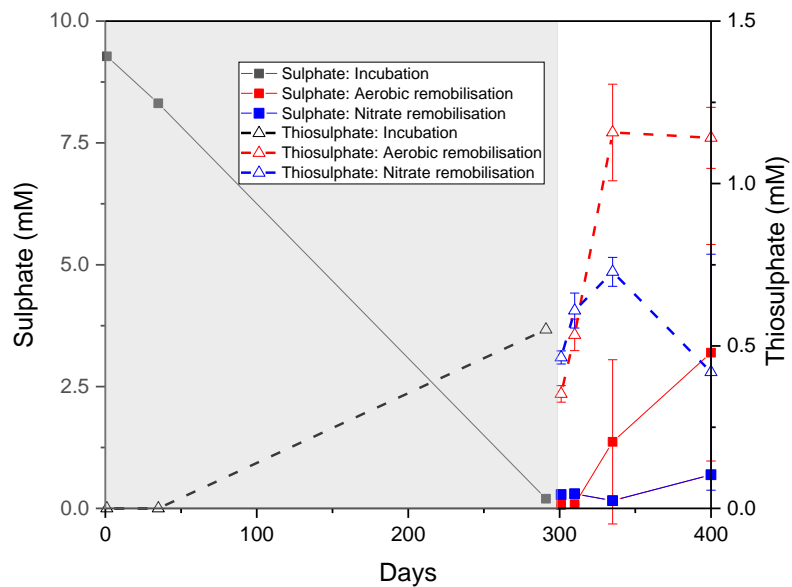 10.0
7.5
5.0
2.5
0.0
Sulphate (mM)
Sulphate: Incubation
Sulphate: Aerobic remobilisation
Sulphate: Nitrate remobilisation
Thiosulphate: Incubation
Thiosulphate: Aerobic remobilisation
Thiosulphate: Nitrate remobilisation
1.5
1.0
0.5
0.0
Thiosulphate (mM)
0
100
200
300
400
Days